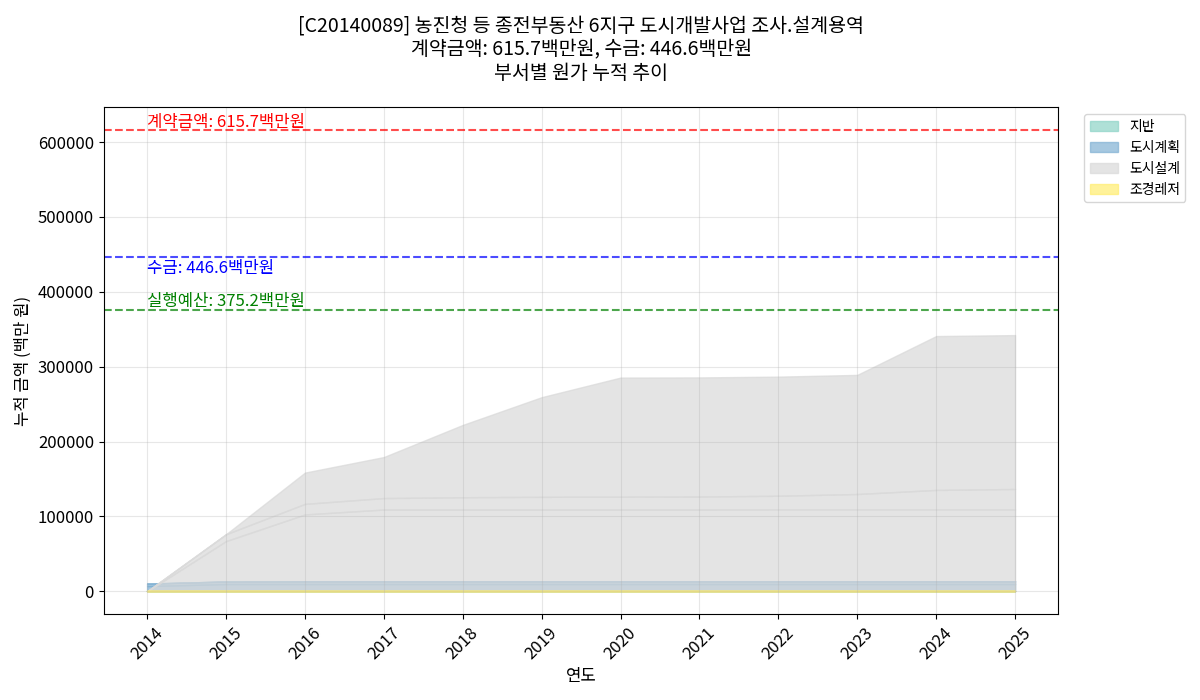 [C20140089] 농진청 등 종전부동산 6지구 도시개발사업 조사.설계용역
계약금액: 615.7백만원, 수금: 446.6백만원
부서별 원가 누적 추이
계약금액: 615.7백만원
수금: 446.6백만원
실행예산: 375.2백만원
지반
도시계획
도시설계
조경레저
누적 금액 (백만 원)
600000
500000
400000
300000
200000
100000
0
2014
2015
2016
2017
2018
2019
2020
2021
2022
2023
2024
2025
연도